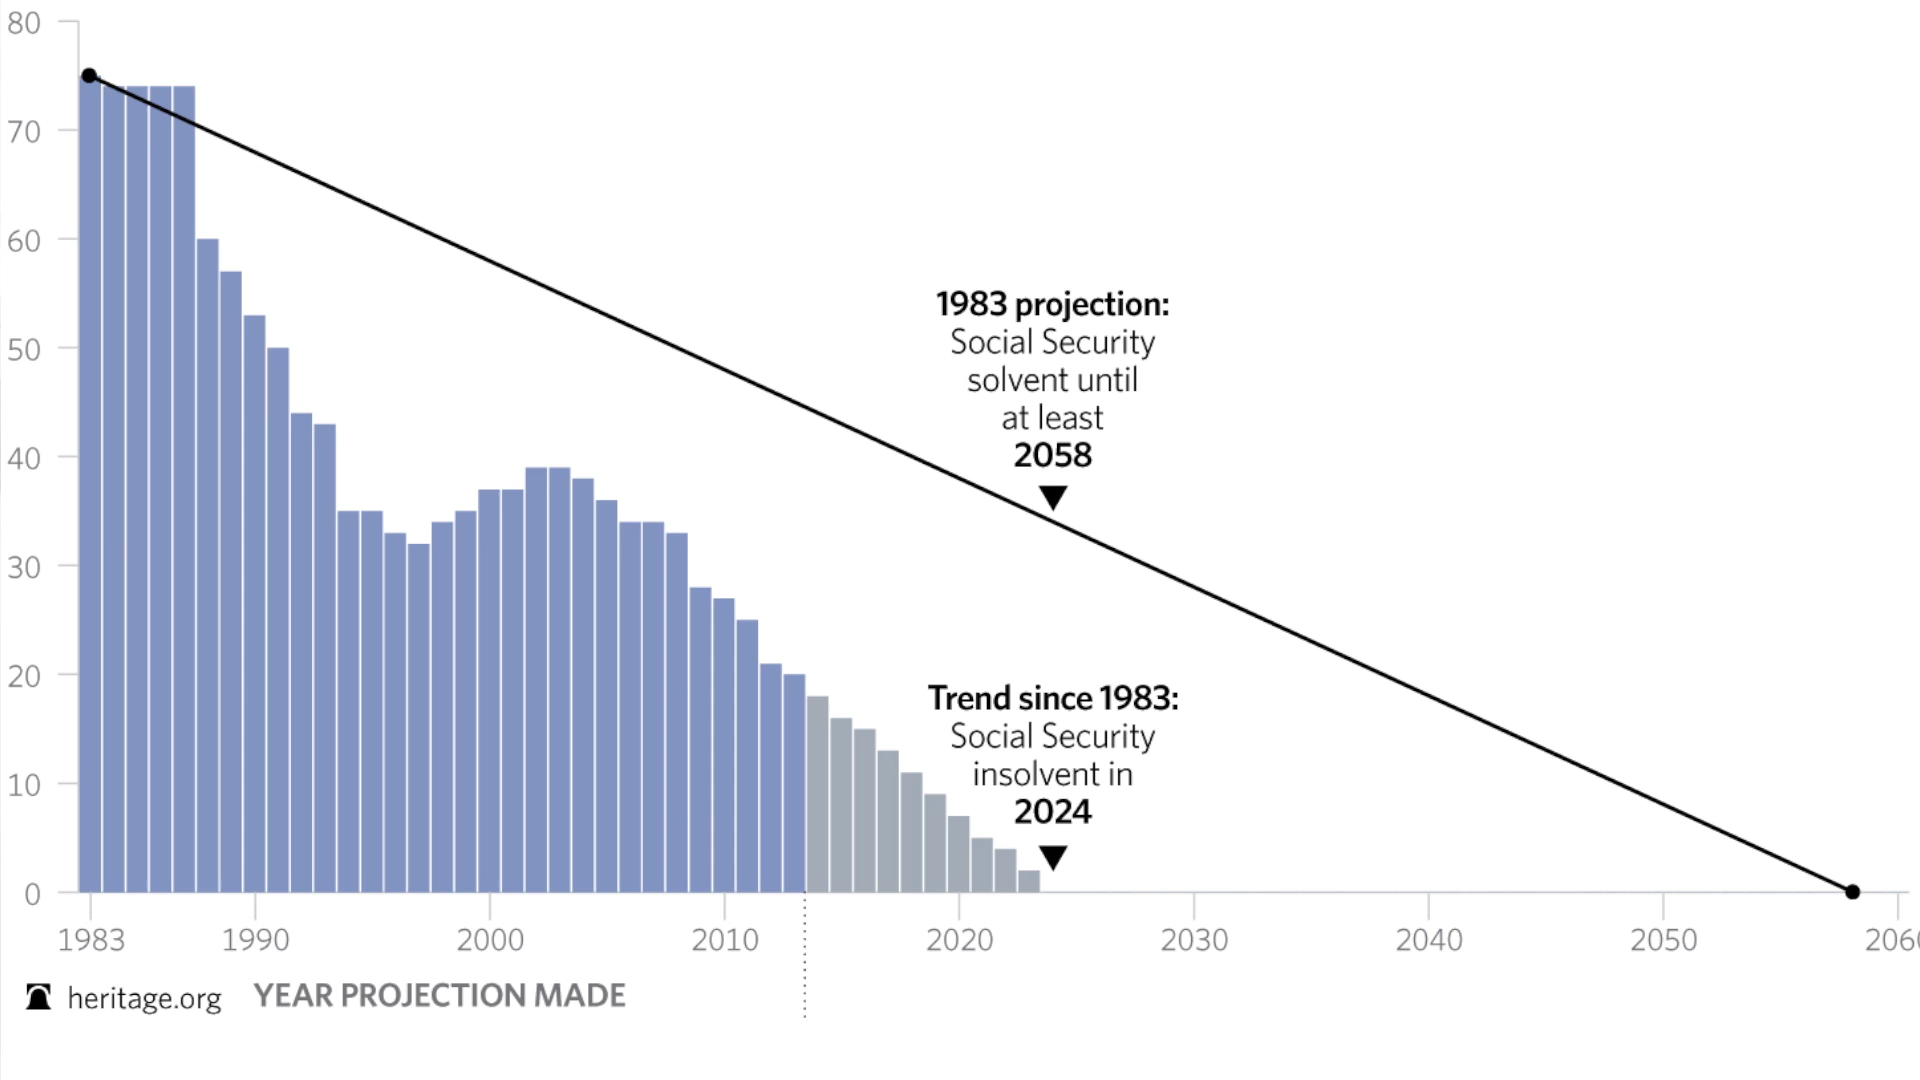 80
70
60
50
40
30
20
10
0
1983 projection:
Social Security
solvent until
at least
2058
Trend since 1983:
Social Security
insolvent in
2024
1983 1990 2000 2010 2020 2030 2040 2050 206
heritage.org YEAR PROJECTION MADE